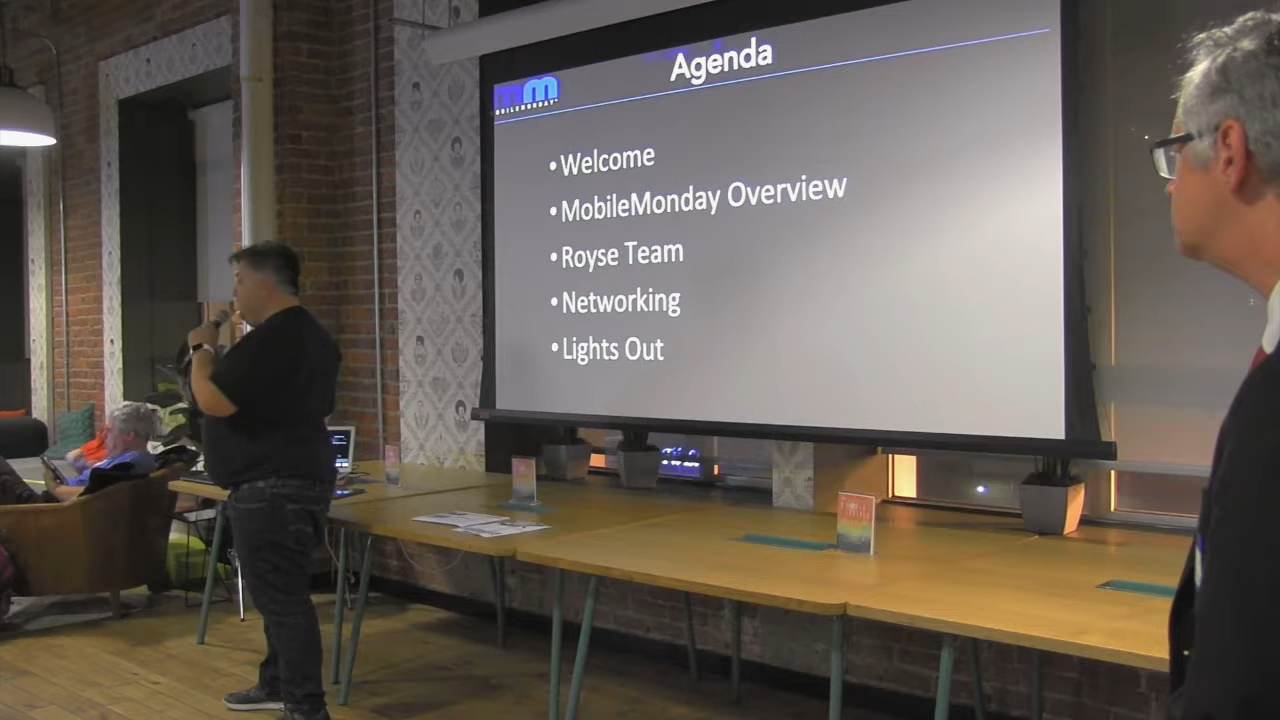 Agenda
MOBILEMONDAY
• Welcome
• MobileMonday Overview
• Royse Team
• Networking
• Lights Out